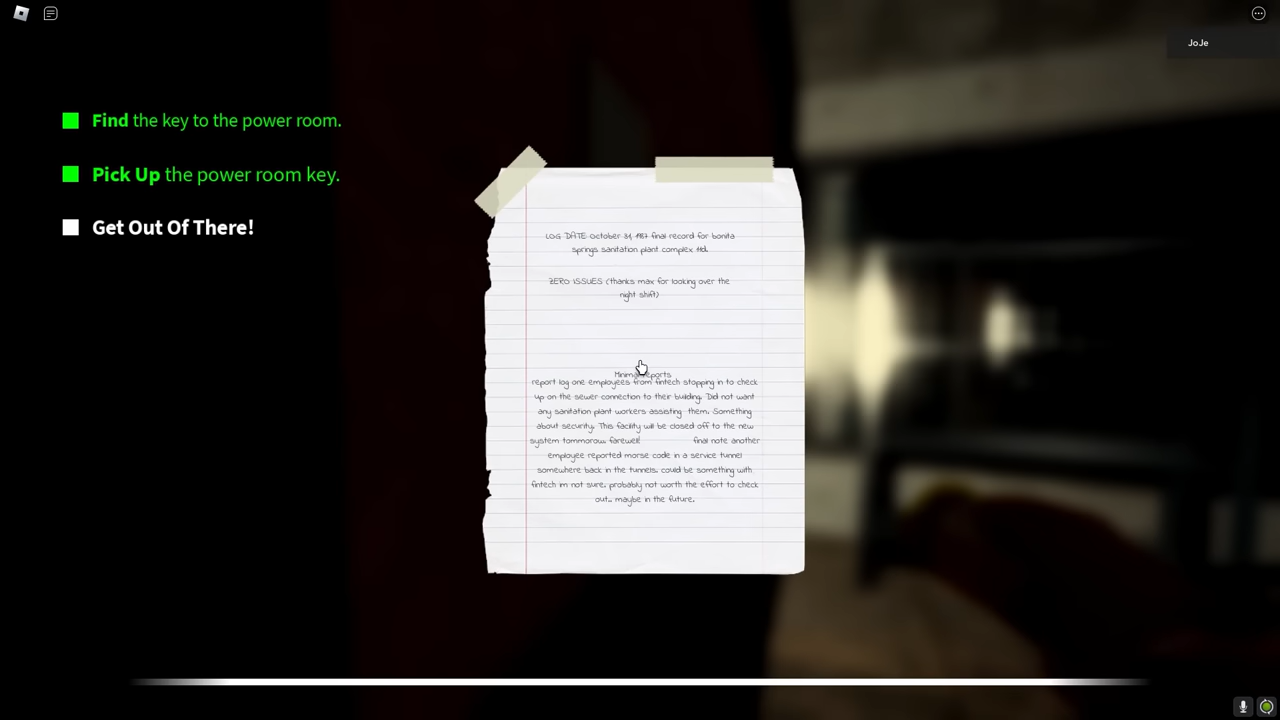 JoJe
Find the key to the power room.
Pick Up the power room key.
Get Out Of There!
LOG DATE October 31, 1987 final record for bonita
springs sanitation plant complex ltd.
ZERO ISSUES (thanks max for looking over the
night shift)
Minimal reports
report log one employees from fintech stopping in to check
up on the sewer connection to their building. Did not want
any sanitation plant workers assisting them. Something
about security. This facility will be closed off to the new
system tommorow. farewell! final note another
employee reported morse code in a service tunnel
somewhere back in the tunnels. could be something with
fintech im not sure. probably not worth the effort to check
out.. maybe in the future.